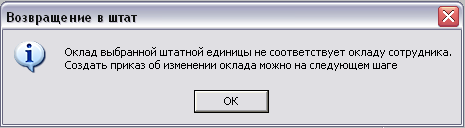 Возвращение в штат
Оклад выбранной штатной единицы не соответствует окладу сотрудника.
Создать приказ об изменении оклада можно на следующем шаге
OK